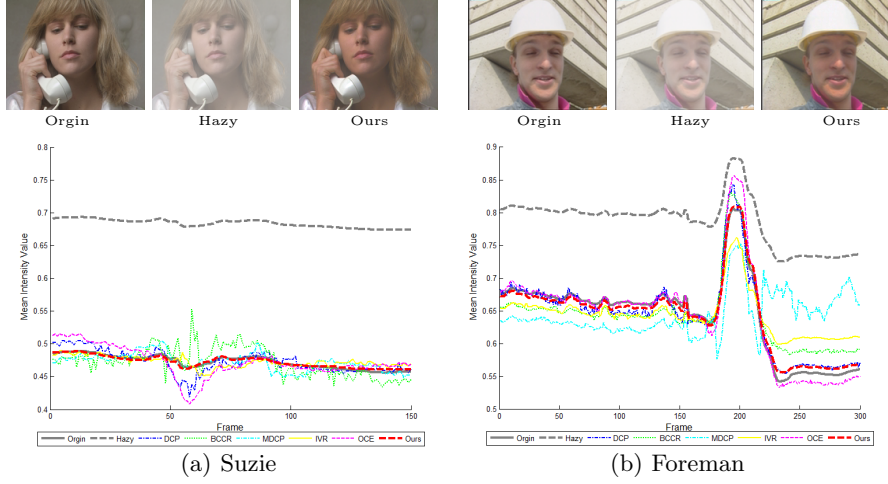 Orgin Hazy Ours
Orgin Hazy Ours
0.8
0.75
0.7
0.65
0.6
0.55
0.5
0.45
0.4
Mean Intensity Value
0 50 100 150
Frame
Orgin Hazy DCP BCCR MDCP IVR OCE Ours
(a) Suzie
0.9
0.85
0.8
0.75
0.7
0.65
0.6
0.55
0.5
Mean Intensity Value
0 50 100 150 200 250 300
Frame
Orgin Hazy DCP BCCR MDCP IVR OCE Ours
(b) Foreman